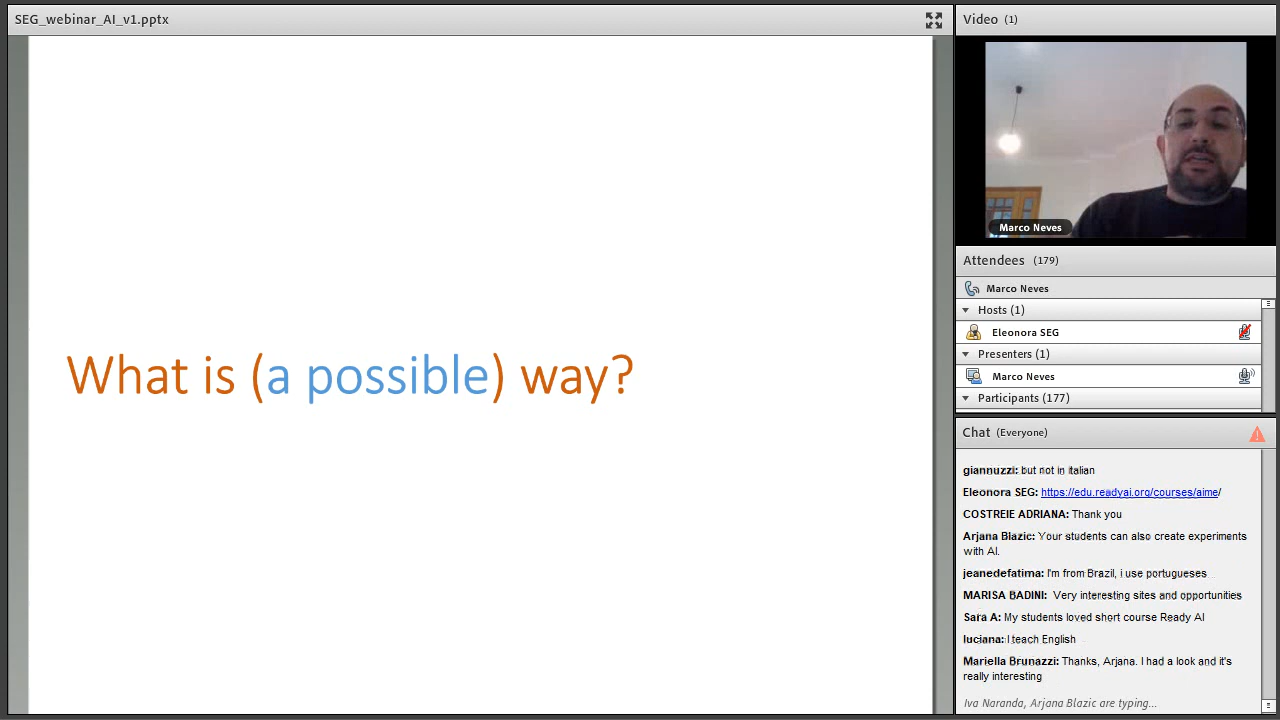 SEG_webinar_AI_v1.pptx
What is (a possible) way?
Video (1)
Marco Neves
Attendees (179)
Marco Neves
Hosts (1)
Eleonora SEG
Presenters (1)
Marco Neves
Participants (177)
Chat (Everyone)
giannuzzi: but not in italian
Eleonora SEG: https://edu.readyai.org/courses/aime/
COSTREIE ADRIANA: Thank you
Arjana Blazic: Your students can also create experiments
with AI.
jeanedefatima: I'm from Brazil, i use portugueses
MARISA BADINI: Very interesting sites and opportunities
Sara A: My students loved short course Ready AI
luciana: I teach English
Mariella Brunazzi: Thanks, Arjana. I had a look and it's
really interesting
Iva Naranda, Arjana Blazic are typing...